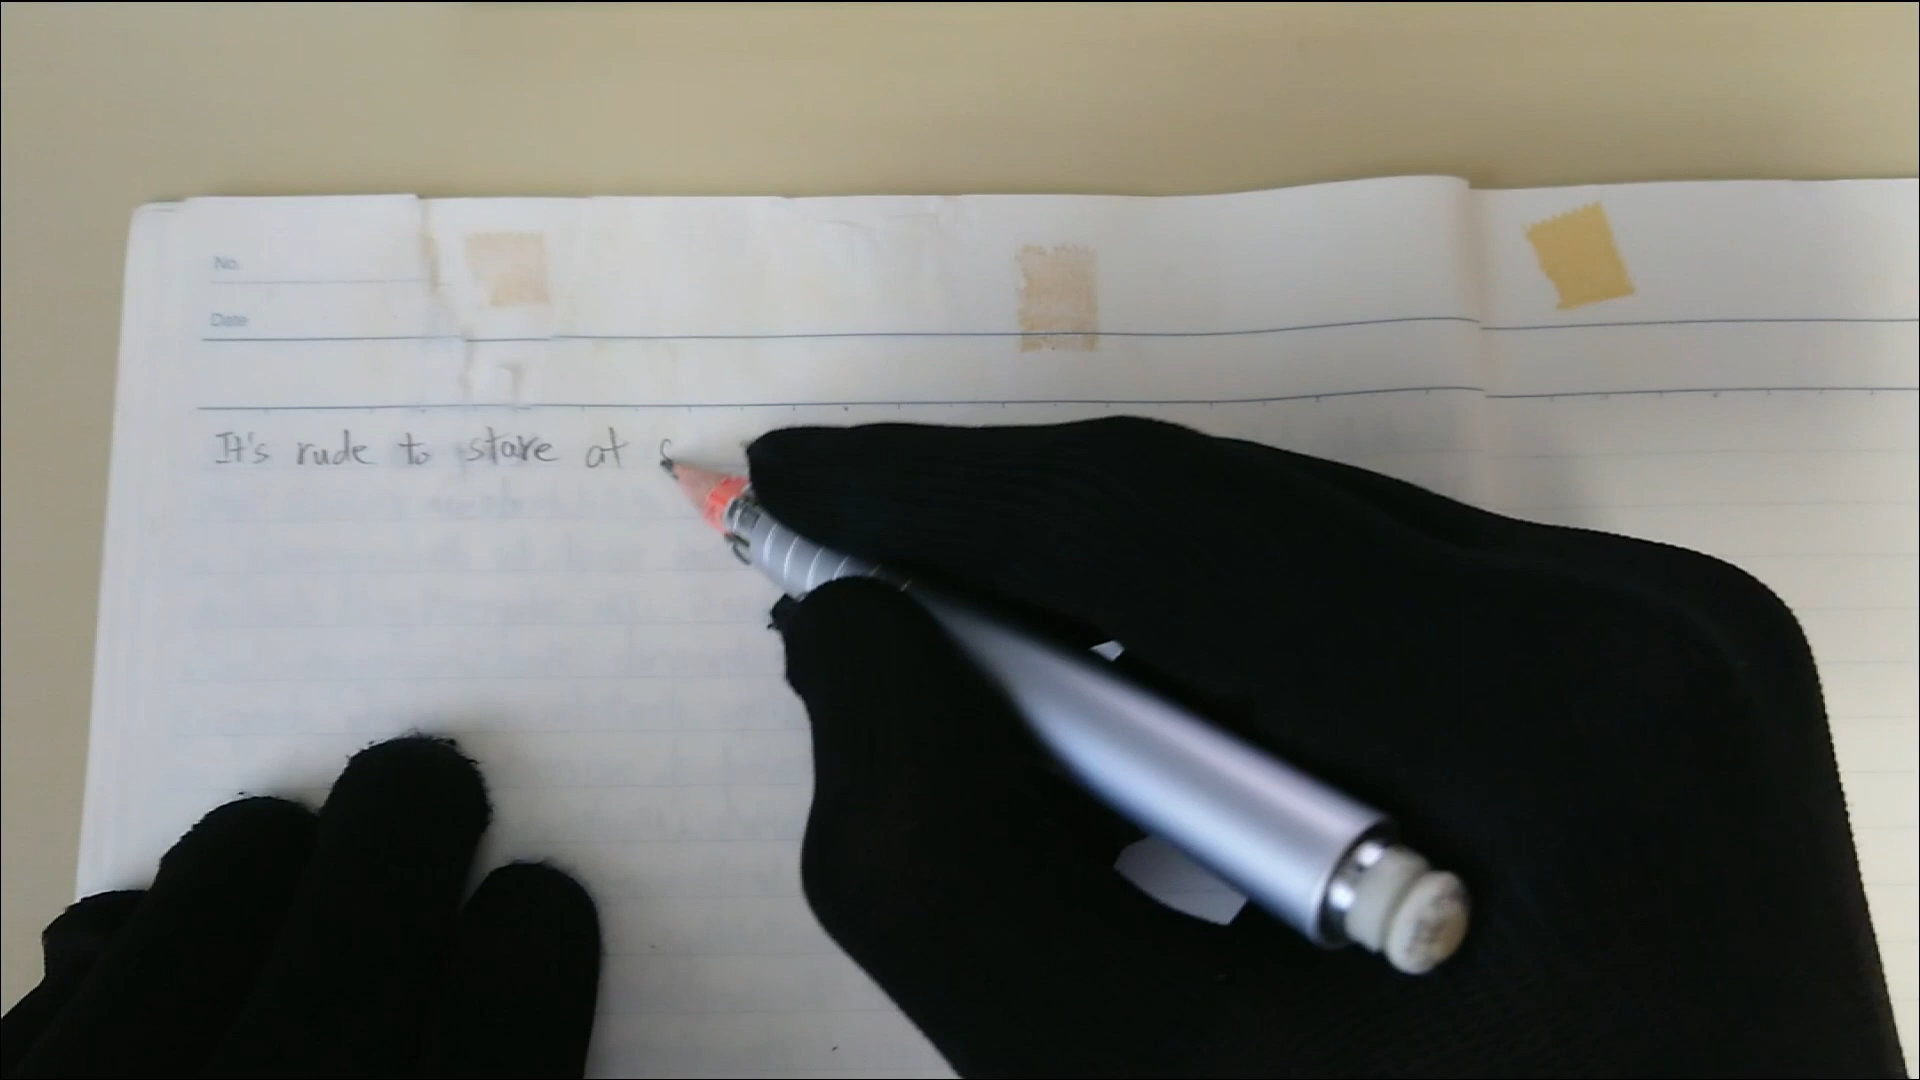 No.
Date
It's rude to stare at